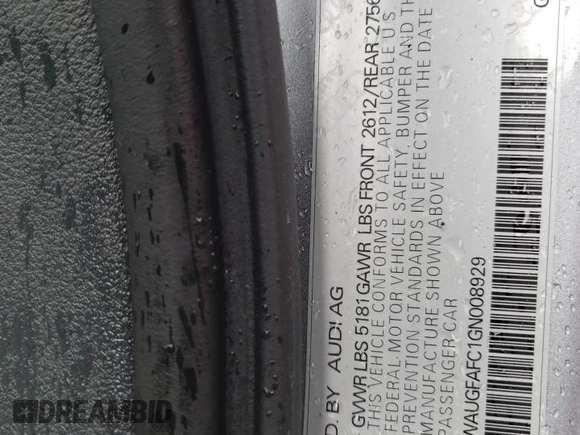 D. BY AUDI AG
GVWR LBS 5181 GAWR LBS FRONT 2612/REAR 2756
THIS VEHICLE CONFORMS TO ALL APPLICABLE U.S.
FEDERAL MOTOR VEHICLE SAFETY, BUMPER AND TH
PREVENTION STANDARDS IN EFFECT ON THE DATE
MANUFACTURE SHOWN ABOVE
PASSENGER CAR
WAUGFAFC1GN008929
DREAMBID